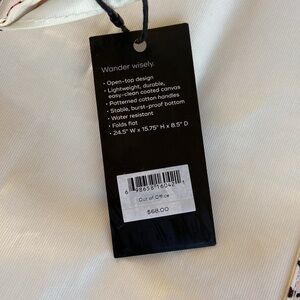 Wander wisely.
• Open-top design
• Lightweight, durable,
easy-clean coated canvas
• Patterned cotton handles
• Stable, burst-proof bottom
• Water resistant
• Folds flat
• 24.5" W x 15.75" H x 8.5" D
Out of Office
$68.00